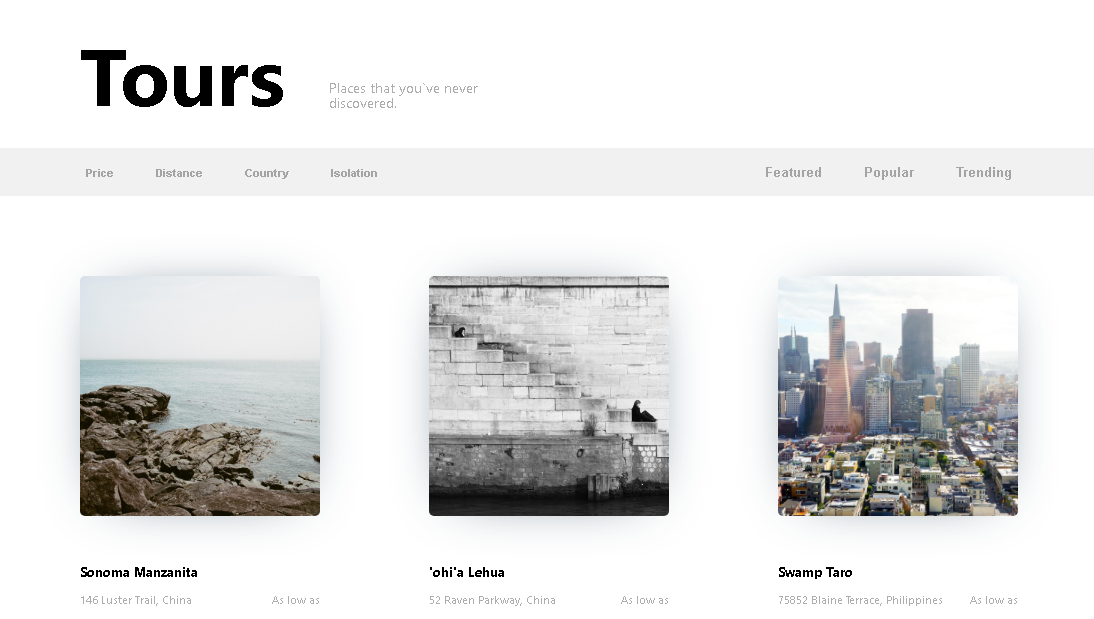 Tours
Places that you`ve never
discovered.
Price Distance Country Isolation Featured Popular Trending
Sonoma Manzanita 'ohi'a Lehua Swamp Taro
146 Luster Trail, China As low as 52 Raven Parkway, China As low as 75852 Blaine Terrace, Philippines As low as